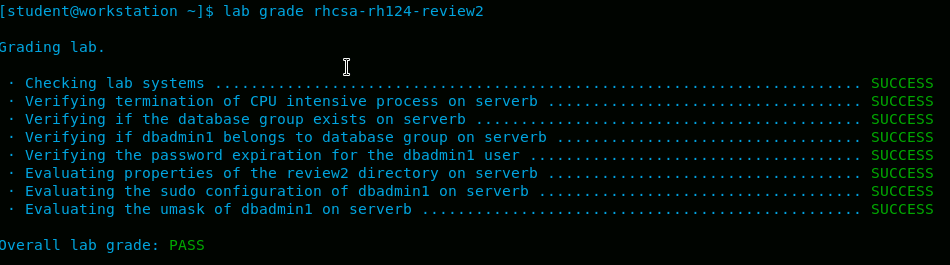 [student@workstation ~]$ lab grade rhcsa-rh124-review2
Grading lab.
· Checking lab systems ........................................................................ SUCCESS
· Verifying termination of CPU intensive process on serverb ................................... SUCCESS
· Verifying if the database group exists on serverb ........................................... SUCCESS
· Verifying if dbadmin1 belongs to database group on serverb .................................. SUCCESS
· Verifying the password expiration for the dbadmin1 user ..................................... SUCCESS
· Evaluating properties of the review2 directory on serverb ................................... SUCCESS
· Evaluating the sudo configuration of dbadmin1 on serverb .................................... SUCCESS
· Evaluating the umask of dbadmin1 on serverb ................................................. SUCCESS
Overall lab grade: PASS